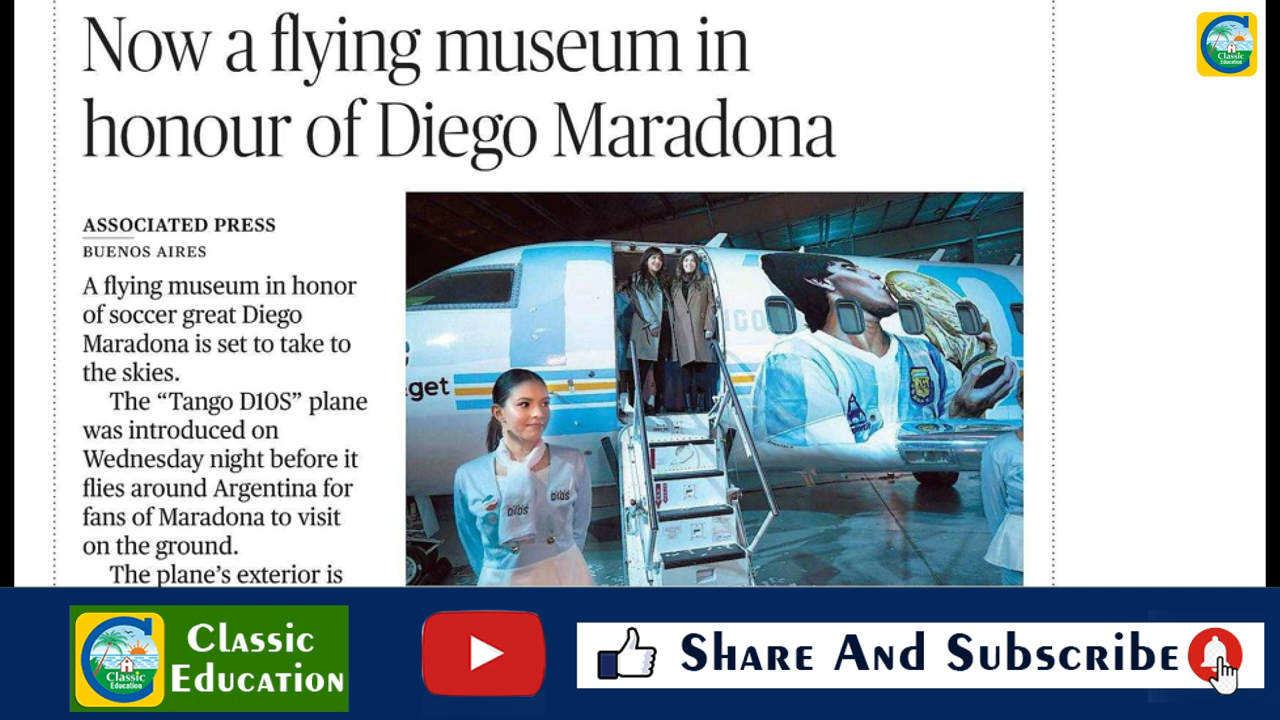 Now a flying museum in
honour of Diego Maradona
Classic
Education
ASSOCIATED PRESS
BUENOS AIRES
A flying museum in honor
of soccer great Diego
Maradona is set to take to
the skies.
The “Tango D10S” plane
was introduced on
Wednesday night before it
flies around Argentina for
fans of Maradona to visit
on the ground.
The plane’s exterior is
get
D10S
D10S
Classic
Education
Classic
Education
Share And Subscribe